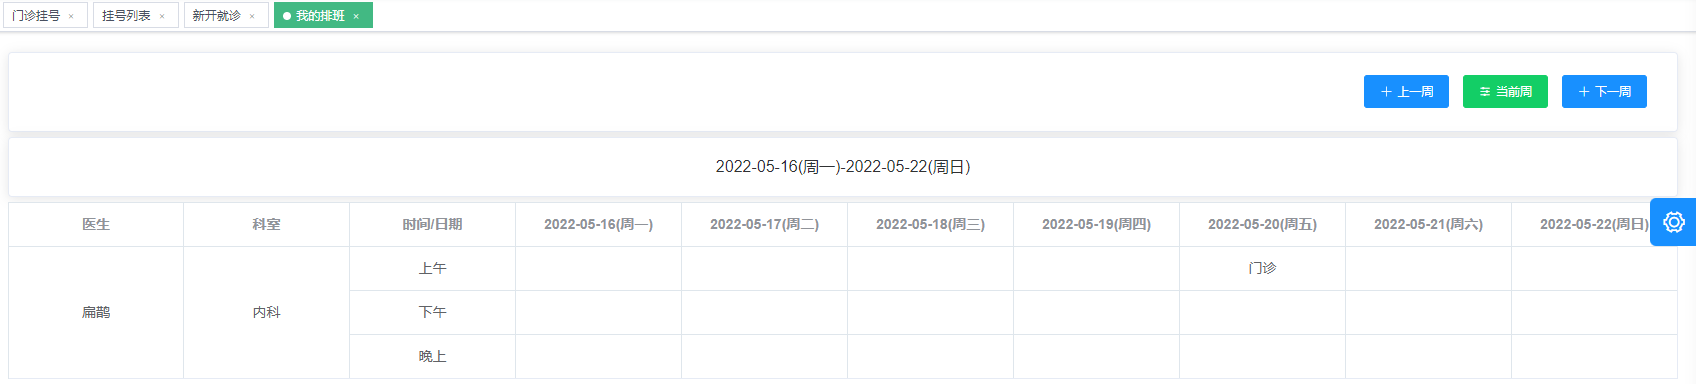 门诊挂号 × 挂号列表 × 新开就诊 × 我的排班 ×
上一周 当前周 下一周
2022-05-16(周一)-2022-05-22(周日)
医生 科室 时间/日期 2022-05-16(周一) 2022-05-17(周二) 2022-05-18(周三) 2022-05-19(周四) 2022-05-20(周五) 2022-05-21(周六) 2022-05-22(周日)
扁鹊 内科 上午 门诊
下午
晚上